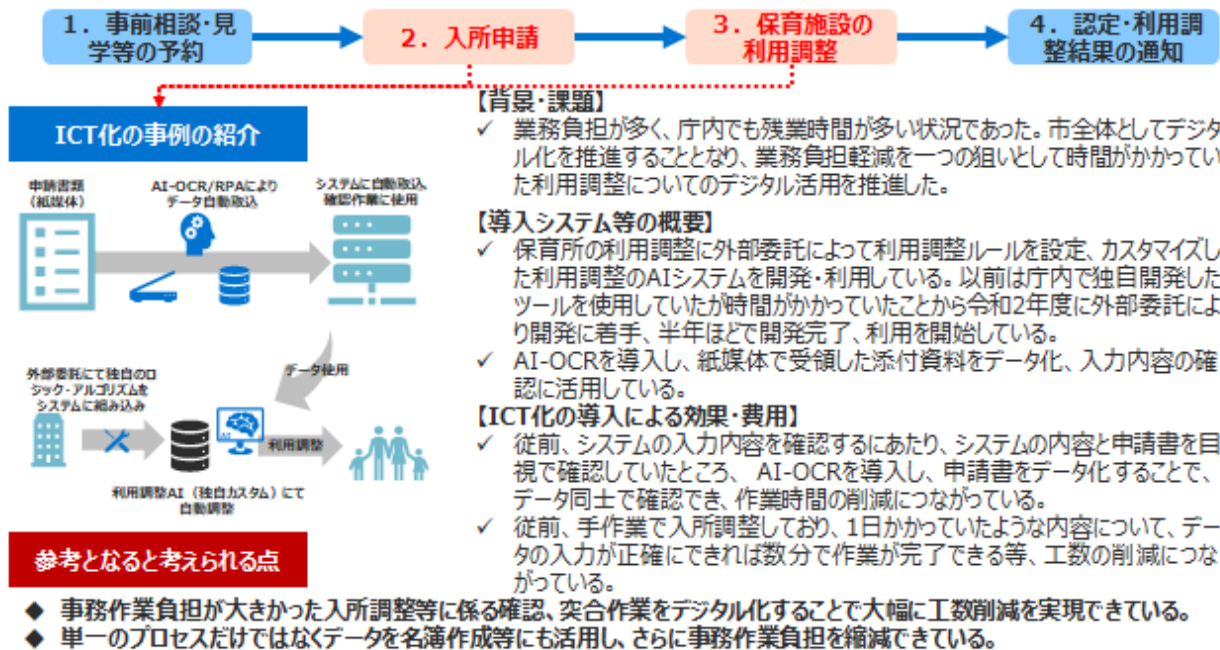 1．事前相談・見
学等の予約
2．入所申請
3．保育施設の
利用調整
4．認定・利用調
整結果の通知
ICT化の事例の紹介
申請書類
（紙媒体）
AI-OCR/RPAにより
データ自動取込
システムに自動取込、
確認作業に使用
データ使用
外部委託にて独自のロ
ジック・アルゴリズムを
システムに組み込み
AI
利用調整
利用調整AI（独自カスタム）にて
自動調整
【背景・課題】
✓ 業務負担が多く、庁内でも残業時間が多い状況であった。市全体としてデジタ
ル化を推進することとなり、業務負担軽減を一つの狙いとして時間がかかってい
た利用調整についてのデジタル活用を推進した。
【導入システム等の概要】
✓ 保育所の利用調整に外部委託によって利用調整ルールを設定、カスタマイズし
た利用調整のAIシステムを開発・利用している。以前は庁内で独自開発した
ツールを使用していたが時間がかかっていたことから令和2年度に外部委託によ
り開発に着手、半年ほどで開発完了、利用を開始している。
✓ AI-OCRを導入し、紙媒体で受領した添付資料をデータ化、入力内容の確
認に活用している。
【ICT化の導入による効果・費用】
✓ 従前、システムの入力内容を確認するにあたり、システムの内容と申請書を目
視で確認していたところ、 AI-OCRを導入し、申請書をデータ化することで、
データ同士で確認でき、作業時間の削減につながっている。
✓ 従前、手作業で入所調整しており、1日かかっていたような内容について、デー
タの入力が正確にできれば数分で作業が完了できる等、工数の削減につな
がっている。
参考となると考えられる点
◆ 事務作業負担が大きかった入所調整等に係る確認、突合作業をデジタル化することで大幅に工数削減を実現できている。
◆ 単一のプロセスだけではなくデータを名簿作成等にも活用し、さらに事務作業負担を縮減できている。